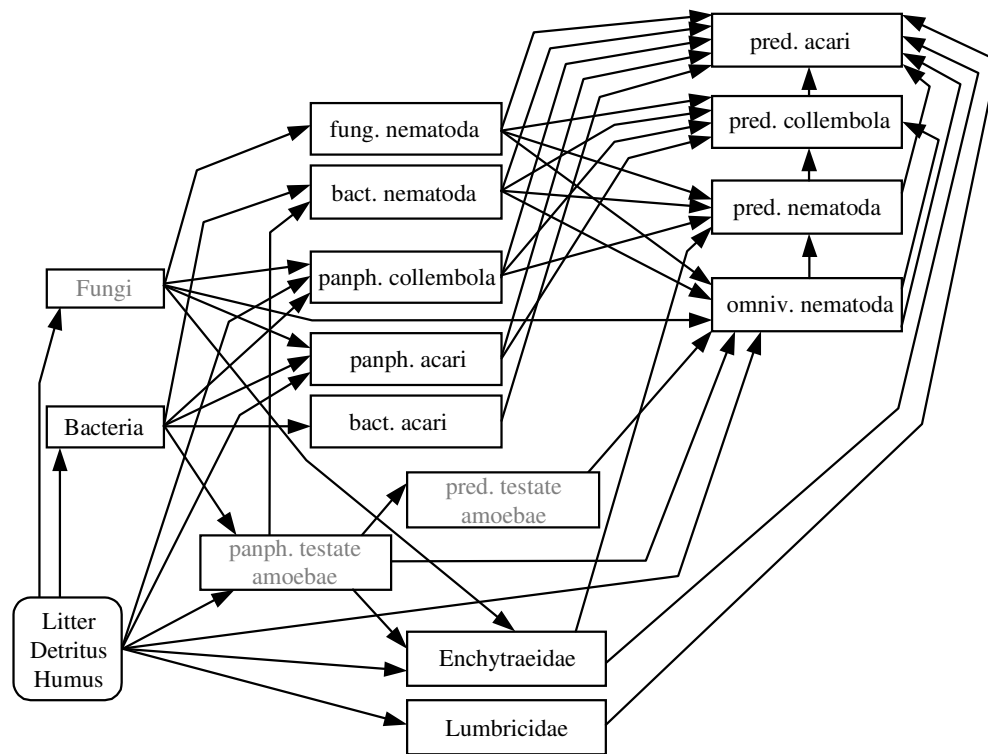 pred. acari
pred. collembola
pred. nematoda
omniv. nematoda
fung. nematoda
bact. nematoda
panph. collembola
panph. acari
bact. acari
Fungi
Bacteria
pred. testate
amoebae
panph. testate
amoebae
Litter
Detritus
Humus
Enchytraeidae
Lumbricidae